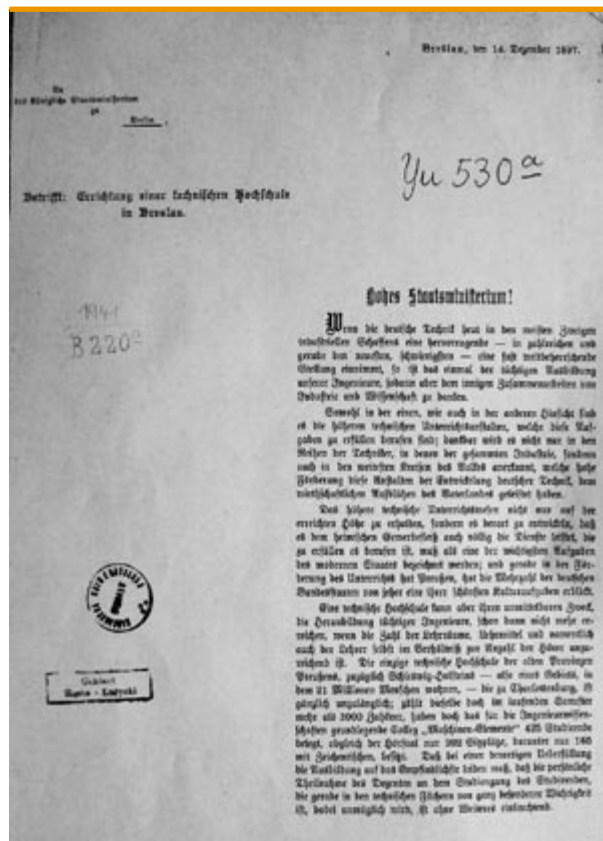 Breslau, den 14. Dezember 1897.
An
das Königliche Staatsministerium
zu
Berlin.
Yu 530a
Betrifft: Errichtung einer technischen Hochschule
in Breslau.
Hohes Staatsministerium!
1941
B 220a
Wenn die deutsche Technik heut in den meisten Zweigen
industriellen Schaffens eine hervorragende — in zahlreichen und
gerade den neuesten, schwierigsten — eine fast weltbeherrschende
Stellung einnimmt, so ist das einmal der tüchtigen Ausbildung
unserer Ingenieure, sodann aber dem innigen Zusammenarbeiten von
Industrie und Wissenschaft zu danken.
Sowohl in der einen, wie auch in der anderen Hinsicht sind
es die höheren technischen Unterrichtsanstalten, welche diese Auf-
gaben zu erfüllen berufen sind; dankbar wird es nicht nur in den
Reihen der Techniker, in denen der gesammten Industrie, sondern
auch in den weitesten Kreisen des Volkes anerkannt, welche hohe
Förderung diese Anstalten der Entwickelung deutscher Technik, dem
wirthschaftlichen Aufblühen des Vaterlandes geleistet haben.
Das höhere technische Unterrichtswesen nicht nur auf der
erreichten Höhe zu erhalten, sondern es derart zu entwickeln, daß
es dem heimischen Gewerbefleiß auch völlig die Dienste leistet, die
zu erfüllen es berufen ist, muß als eine der wichtigsten Aufgaben
des modernen Staates bezeichnet werden; und gerade in der För-
derung des Unterrichts hat Preußen, hat die Mehrzahl der deutschen
Bundesstaaten von jeher eine ihrer schönsten Kulturaufgaben erblickt.
Eine technische Hochschule kann aber ihren unmittelbaren Zweck,
die Heranbildung tüchtiger Ingenieure, schon dann nicht mehr er-
reichen, wenn die Zahl der Lehrräume, Lehrmittel und namentlich
auch der Lehrer selbst im Verhältniß zur Anzahl der Hörer unzu-
reichend ist. Die einzige technische Hochschule der alten Provinzen
Preußens, zuzüglich Schleswig-Holsteins — also eines Gebiets, in
dem 21 Millionen Menschen wohnen, — die zu Charlottenburg, ist
gänzlich unzulänglich; zählt dieselbe doch im laufenden Semester
mehr als 3000 Zuhörer, haben doch das für die Ingenieurwissen-
schaften grundlegende Colleg „Maschinen-Elemente“ 425 Studirende
belegt, obgleich der Hörsaal nur 292 Sitzplätze, darunter nur 140
mit Zeichentischen, besitzt. Daß bei einer derartigen Ueberfüllung
die Ausbildung auf das Empfindlichste leiden muß, daß die persönliche
Theilnahme des Dozenten an dem Studiengang des Studirenden,
die gerade in den technischen Fächern von ganz besonderer Wichtigkeit
ist, dabei unmöglich wird, ist ohne Weiteres einleuchtend.
Gabinet